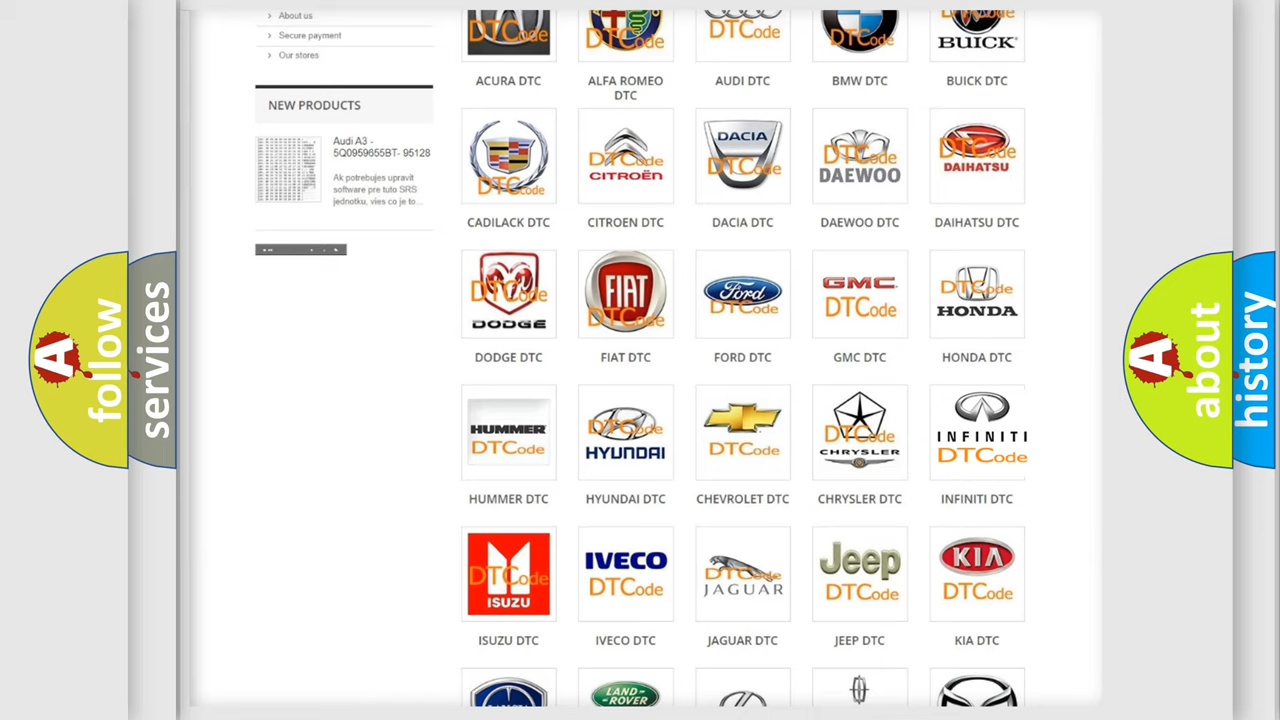 About us
Secure payment
Our stores
NEW PRODUCTS
Audi A3 -
5Q0959655BT- 95128
Ak potrebujes upravit
software pre tuto SRS
jednotku, vies co je to...
DTCode
DTCode
DTCode
DTCode
BUICK
ACURA DTC
ALFA ROMEO
DTC
AUDI DTC
BMW DTC
BUICK DTC
DTCode
DTCode
CITROËN
DACIA
DTCode
DTCode
DAEWOO
DTCode
DAIHATSU
CADILACK DTC
CITROEN DTC
DACIA DTC
DAEWOO DTC
DAIHATSU DTC
DTCode
DODGE
FIAT
DTCode
Ford
DTCode
GMC
DTCode
DTCode
HONDA
DODGE DTC
FIAT DTC
FORD DTC
GMC DTC
HONDA DTC
HUMMER
DTCode
DTCode
HYUNDAI
DTCode
DTCode
CHRYSLER
INFINITI
DTCode
HUMMER DTC
HYUNDAI DTC
CHEVROLET DTC
CHRYSLER DTC
INFINITI DTC
DTCode
ISUZU
IVECO
DTCode
DTCode
JAGUAR
Jeep
DTCode
KIA
DTCode
ISUZU DTC
IVECO DTC
JAGUAR DTC
JEEP DTC
KIA DTC
LAND-
ROVER
A
follow
services
A
about
history